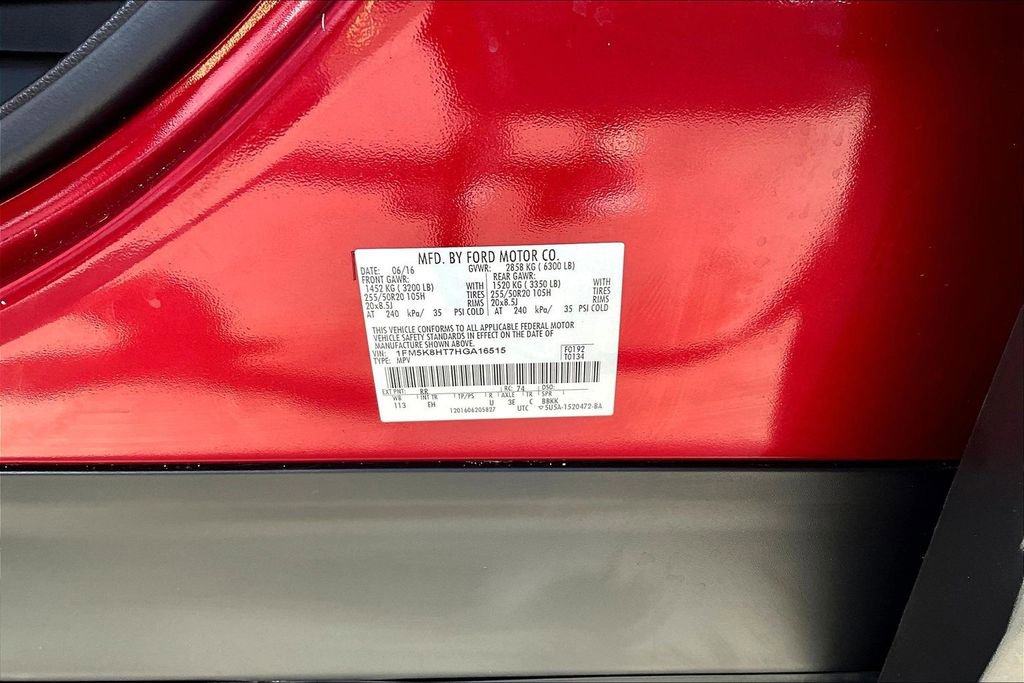 MFD. BY FORD MOTOR CO.
DATE: 06/16 GVWR: 2858 KG ( 6300 LB)
FRONT GAWR: REAR GAWR:
1452 KG ( 3200 LB) WITH 1520 KG ( 3350 LB) WITH
255/50R20 105H TIRES 255/50R20 105H TIRES
20x8.5J RIMS 20x8.5J RIMS
AT 240 kPa/ 35 PSI COLD AT 240 kPa/ 35 PSI COLD
THIS VEHICLE CONFORMS TO ALL APPLICABLE FEDERAL MOTOR
VEHICLE SAFETY STANDARDS IN EFFECT ON THE DATE OF
MANUFACTURE SHOWN ABOVE.
VIN: 1FM5K8HT7HGA16515 F0192
TYPE: MPV T0134
EXT PNT: RR RC: 74 DSO:
WB INT TR TP/PS R AXLE TR SPR
113 EH U 3E C BBKK
1201606205827 UTC ▽5U5A-1520472-BA